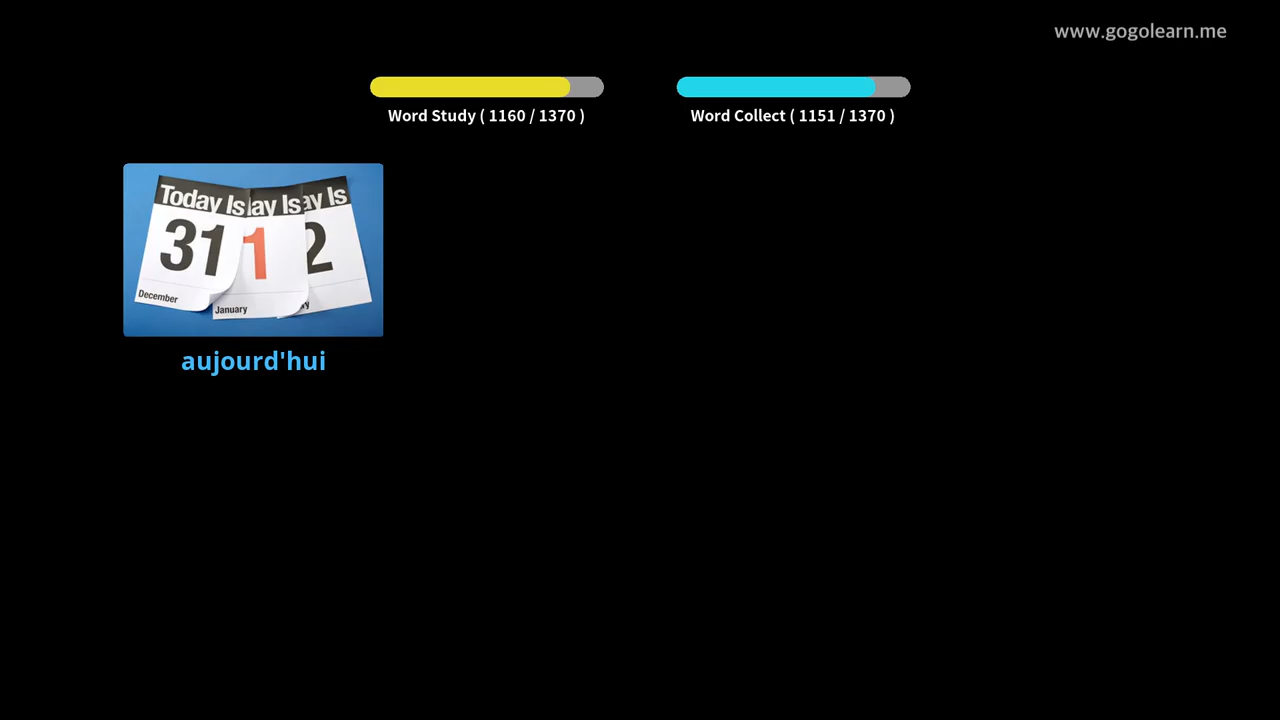 www.gogolearn.me
Word Study ( 1160 / 1370 )
Word Collect ( 1151 / 1370 )
Today Is
ay Is
ay Is
31
1
2
December
January
ry
aujourd'hui